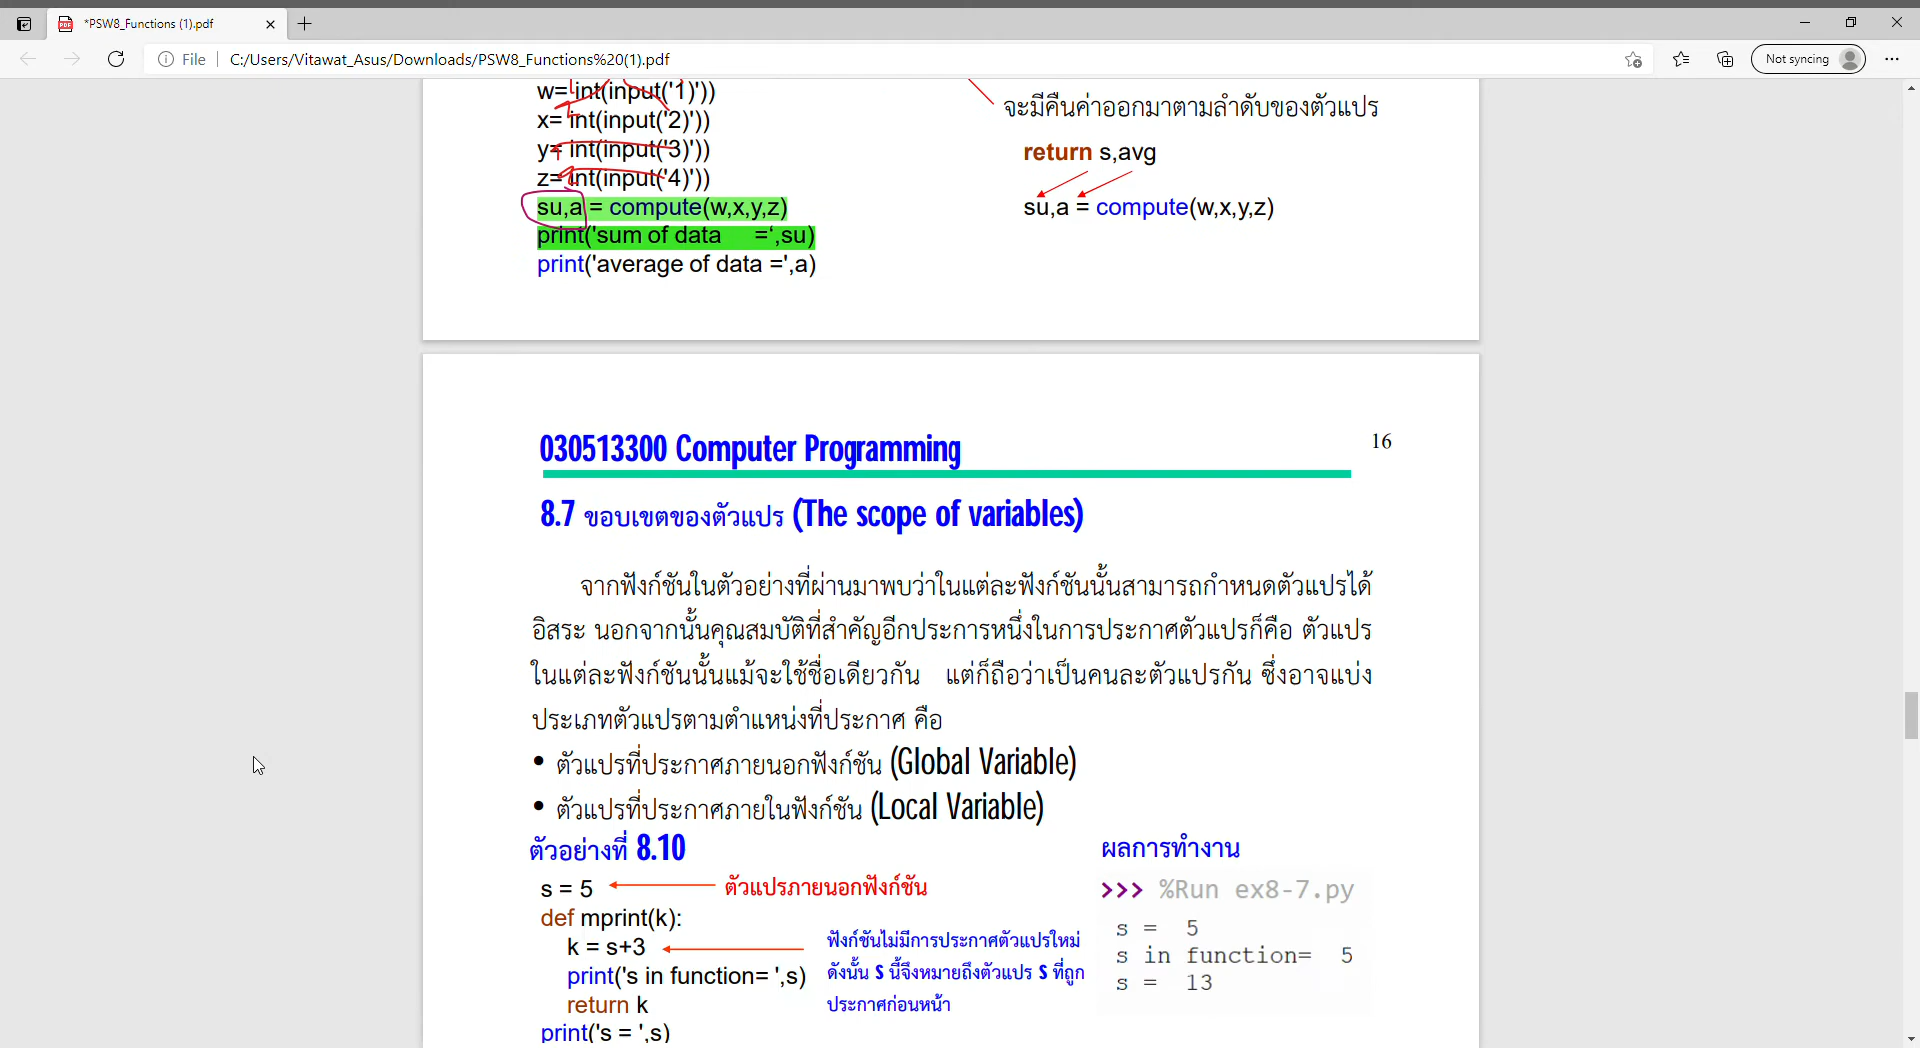 *PSW8_Functions (1).pdf
File
C:/Users/Vitawat_Asus/Downloads/PSW8_Functions%20(1).pdf
Not syncing
w= int(input('1)'))
x= int(input('2)'))
y= int(input('3)'))
z= int(input('4)'))
su,a = compute(w,x,y,z)
print('sum of data =‘,su)
print('average of data =',a)
จะมีคืนค่าออกมาตามลำดับของตัวแปร
return s,avg
su,a = compute(w,x,y,z)
030513300 Computer Programming
16
8.7 ขอบเขตของตัวแปร (The scope of variables)
จากฟังก์ชันในตัวอย่างที่ผ่านมาพบว่าในแต่ละฟังก์ชันนั้นสามารถกำหนดตัวแปรได้
อิสระ นอกจากนั้นคุณสมบัติที่สำคัญอีกประการหนึ่งในการประกาศตัวแปรก็คือ ตัวแปร
ในแต่ละฟังก์ชันนั้นแม้จะใช้ชื่อเดียวกัน แต่ก็ถือว่าเป็นคนละตัวแปรกัน ซึ่งอาจแบ่ง
ประเภทตัวแปรตามตำแหน่งที่ประกาศ คือ
• ตัวแปรที่ประกาศภายนอกฟังก์ชัน (Global Variable)
• ตัวแปรที่ประกาศภายในฟังก์ชัน (Local Variable)
ตัวอย่างที่ 8.10
s = 5
ตัวแปรภายนอกฟังก์ชัน
def mprint(k):
k = s+3
print('s in function= ',s)
return k
print('s = ',s)
ฟังก์ชันไม่มีการประกาศตัวแปรใหม่
ดังนั้น s นี้จึงหมายถึงตัวแปร s ที่ถูก
ประกาศก่อนหน้า
ผลการทำงาน
>>> %Run ex8-7.py
s = 5
s in function= 5
s = 13